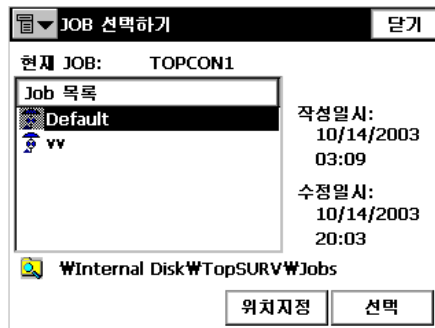 JOB 선택하기
닫기
현재 JOB: TOPCON1
Job 목록
Default
vv
작성일시:
10/14/2003
03:09
수정일시:
10/14/2003
20:03
₩Internal Disk₩TopSURV₩Jobs
위치지정
선택